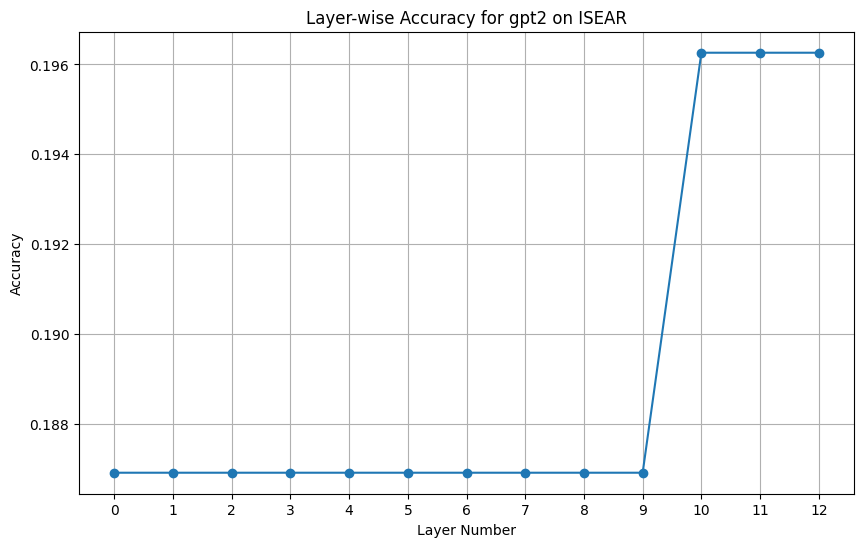 Layer-wise Accuracy for gpt2 on ISEAR
0.196
0.194
0.192
0.190
0.188
Accuracy
0 1 2 3 4 5 6 7 8 9 10 11 12
Layer Number